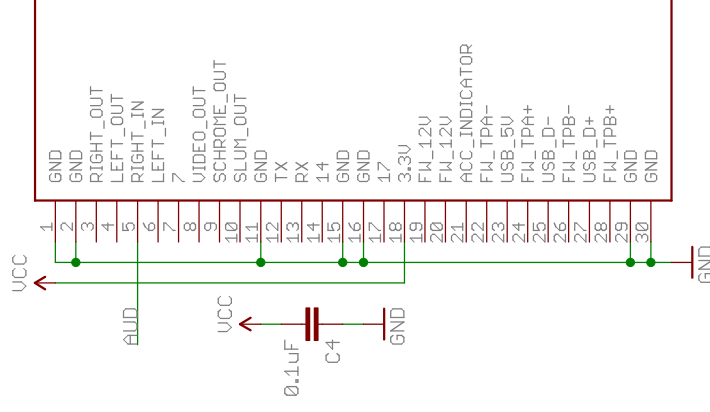 GND
GND
RIGHT_OUT
LEFT_OUT
RIGHT_IN
LEFT_IN
7
VIDEO_OUT
SCHROME_OUT
SLUM_OUT
GND
TX
RX
14
GND
GND
17
3.3V
FW_12V
FW_12V
ACC_INDICATOR
FW_TPA-
USB_5V
FW_TPA+
USB_D-
FW_TPB-
USB_D+
FW_TPB+
GND
GND
1
2
3
4
5
6
7
8
9
10
11
12
13
14
15
16
17
18
19
20
21
22
23
24
25
26
27
28
29
30
VCC
GND
AUD
VCC
0.1uF
C4
GND